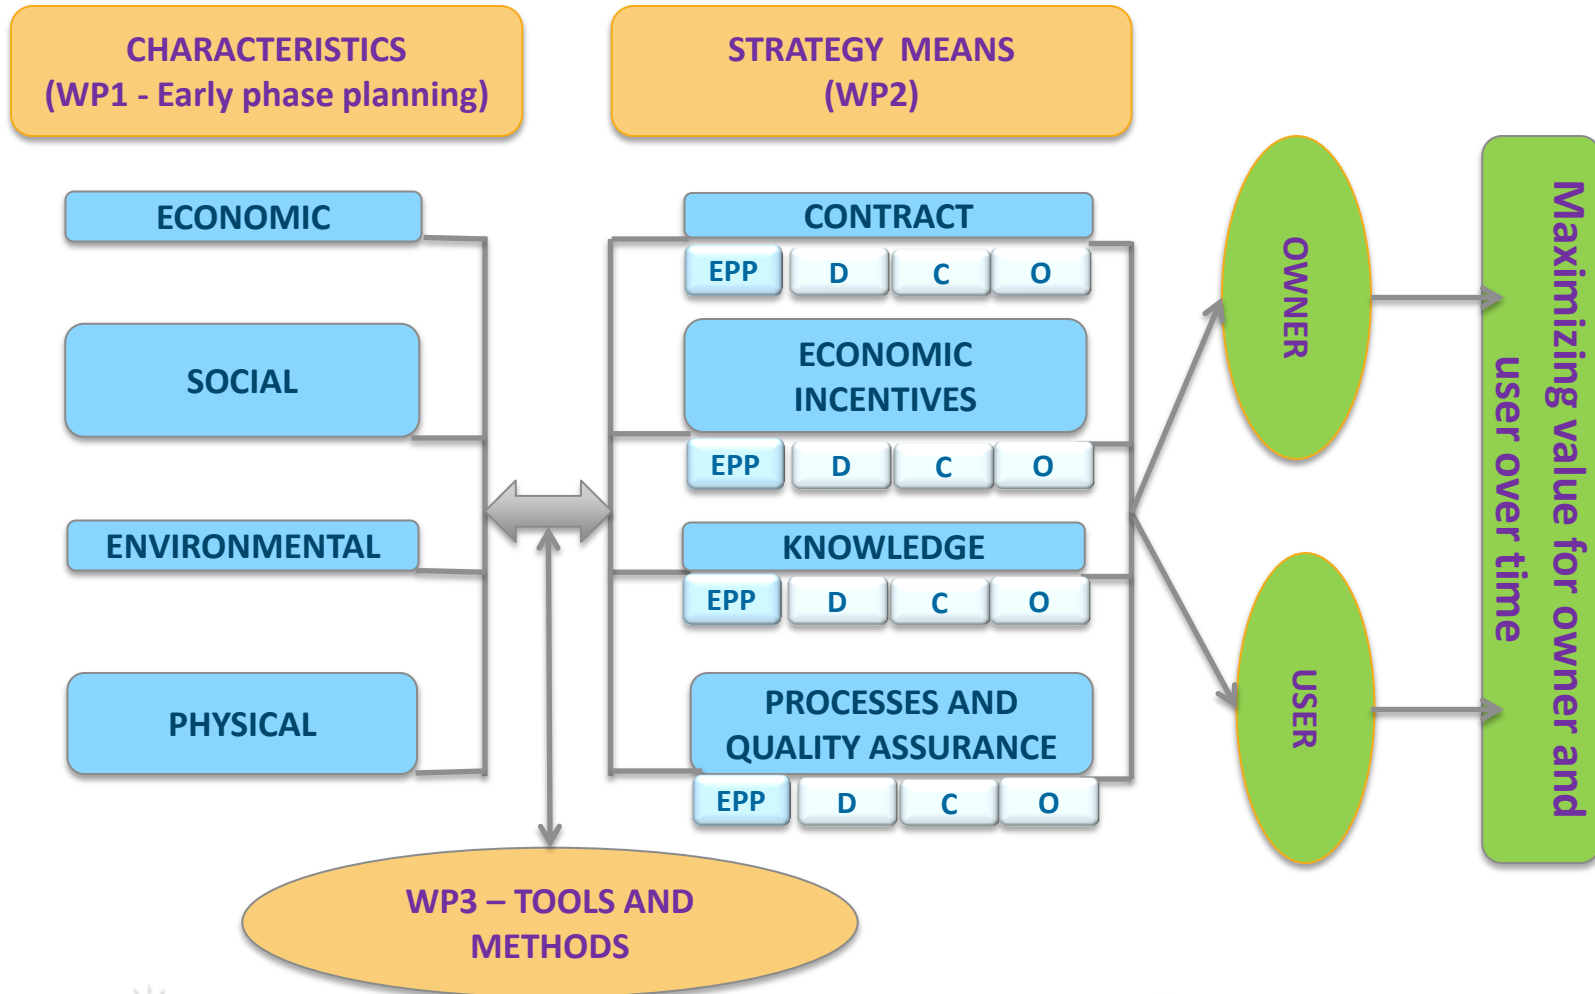 CHARACTERISTICS
(WP1 - Early phase planning)
STRATEGY MEANS
(WP2)
ECONOMIC
SOCIAL
ENVIRONMENTAL
PHYSICAL
CONTRACT
EPP D C O
ECONOMIC
INCENTIVES
EPP D C O
KNOWLEDGE
EPP D C O
PROCESSES AND
QUALITY ASSURANCE
EPP D C O
WP3 – TOOLS AND
METHODS
OWNER
USER
Maximizing value for owner and
user over time